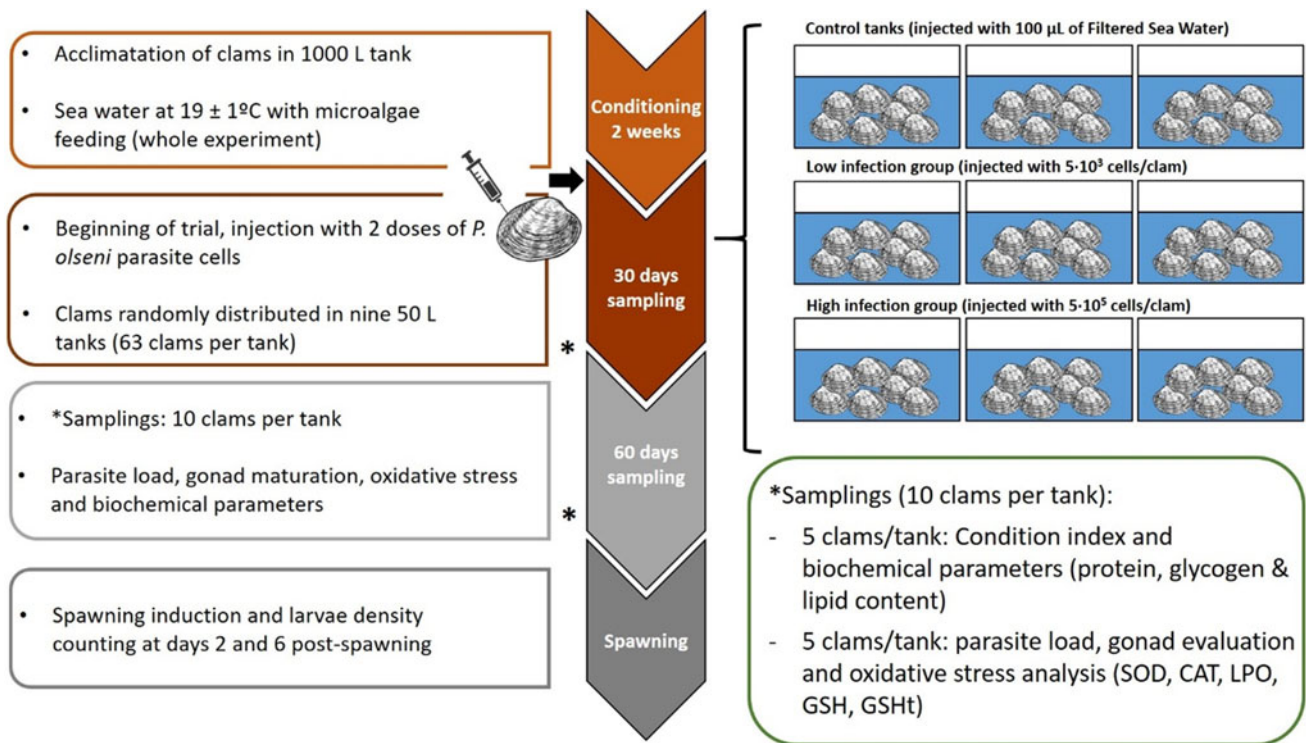 • Acclimatation of clams in 1000 L tank
• Sea water at 19 ± 1ºC with microalgae
feeding (whole experiment)
• Beginning of trial, injection with 2 doses of P.
olseni parasite cells
• Clams randomly distributed in nine 50 L
tanks (63 clams per tank)
*
• *Samplings: 10 clams per tank
• Parasite load, gonad maturation, oxidative stress
and biochemical parameters
*
• Spawning induction and larvae density
counting at days 2 and 6 post-spawning
Conditioning
2 weeks
30 days
sampling
60 days
sampling
Spawning
Control tanks (injected with 100 µL of Filtered Sea Water)
Low infection group (injected with 5·10³ cells/clam)
High infection group (injected with 5·10⁵ cells/clam)
*Samplings (10 clams per tank):
- 5 clams/tank: Condition index and
biochemical parameters (protein, glycogen &
lipid content)
- 5 clams/tank: parasite load, gonad evaluation
and oxidative stress analysis (SOD, CAT, LPO,
GSH, GSHt)